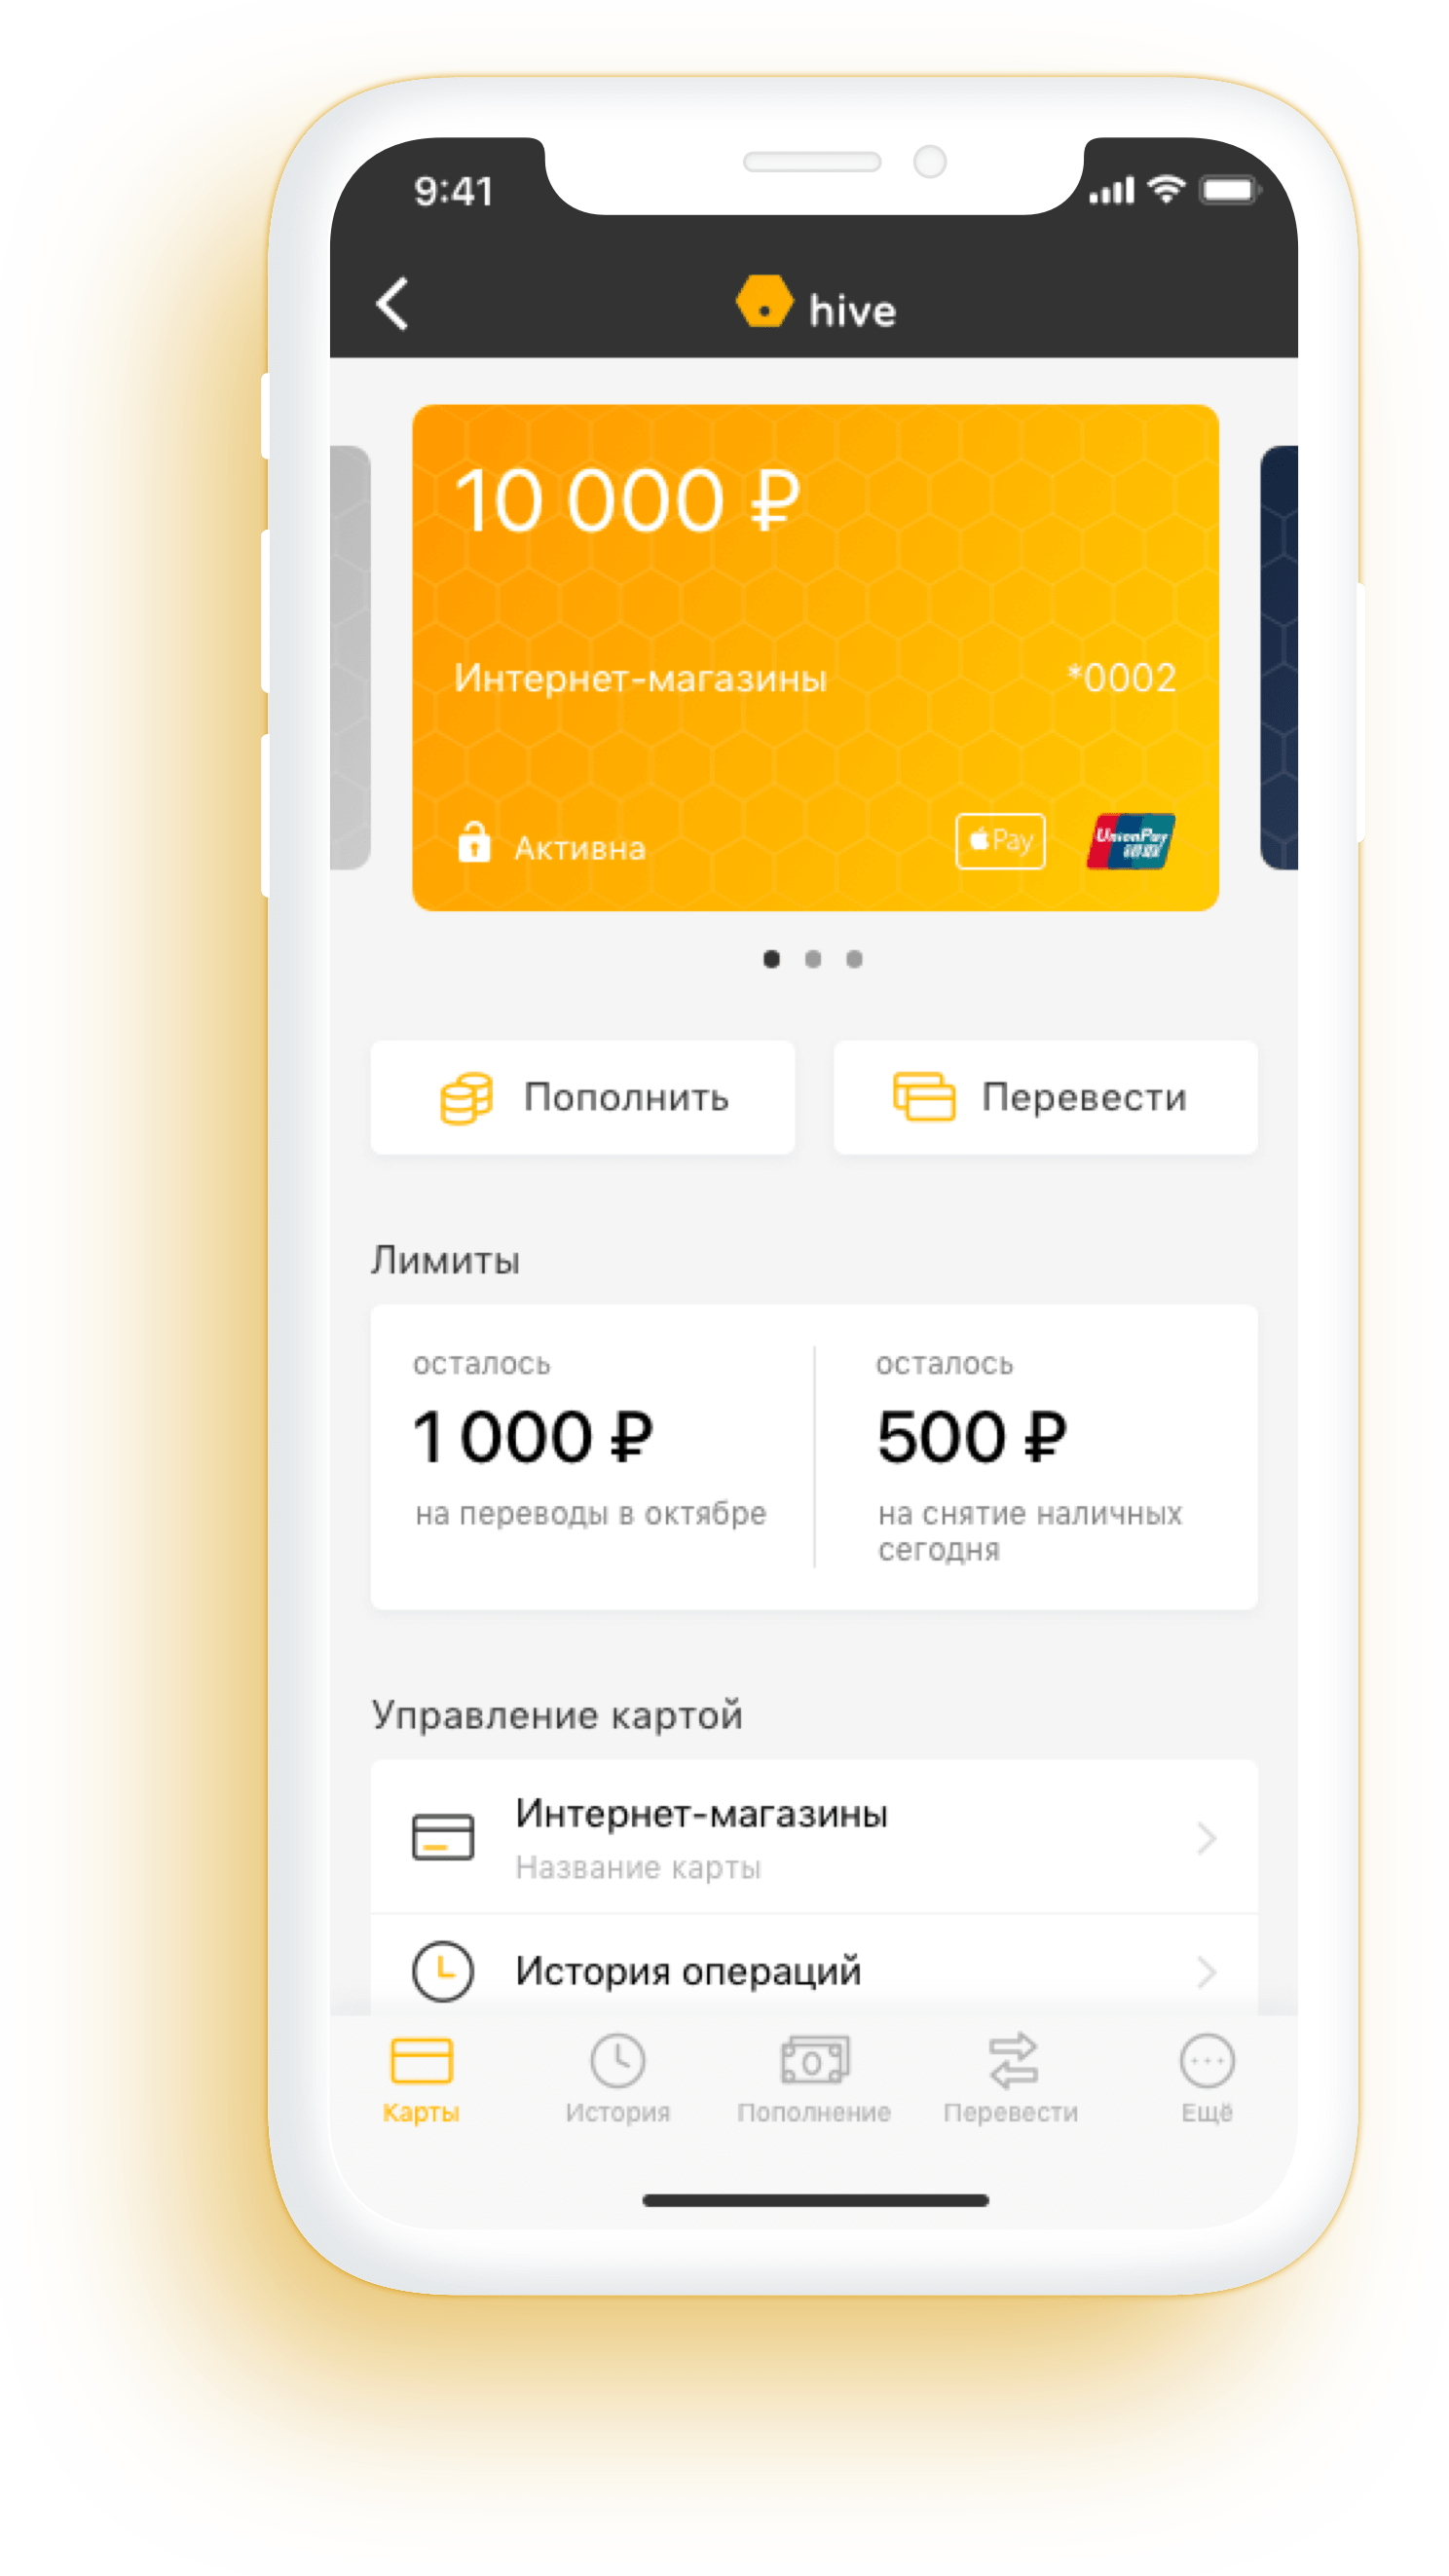 9:41
hive
10 000 ₽
Интернет-магазины *0002
Активна
Pay
UnionPay
银联
Пополнить
Перевести
Лимиты
осталось
1 000 ₽
на переводы в октябре
осталось
500 ₽
на снятие наличных
сегодня
Управление картой
Интернет-магазины
Название карты
История операций
Карты
История
Пополнение
Перевести
Ещё